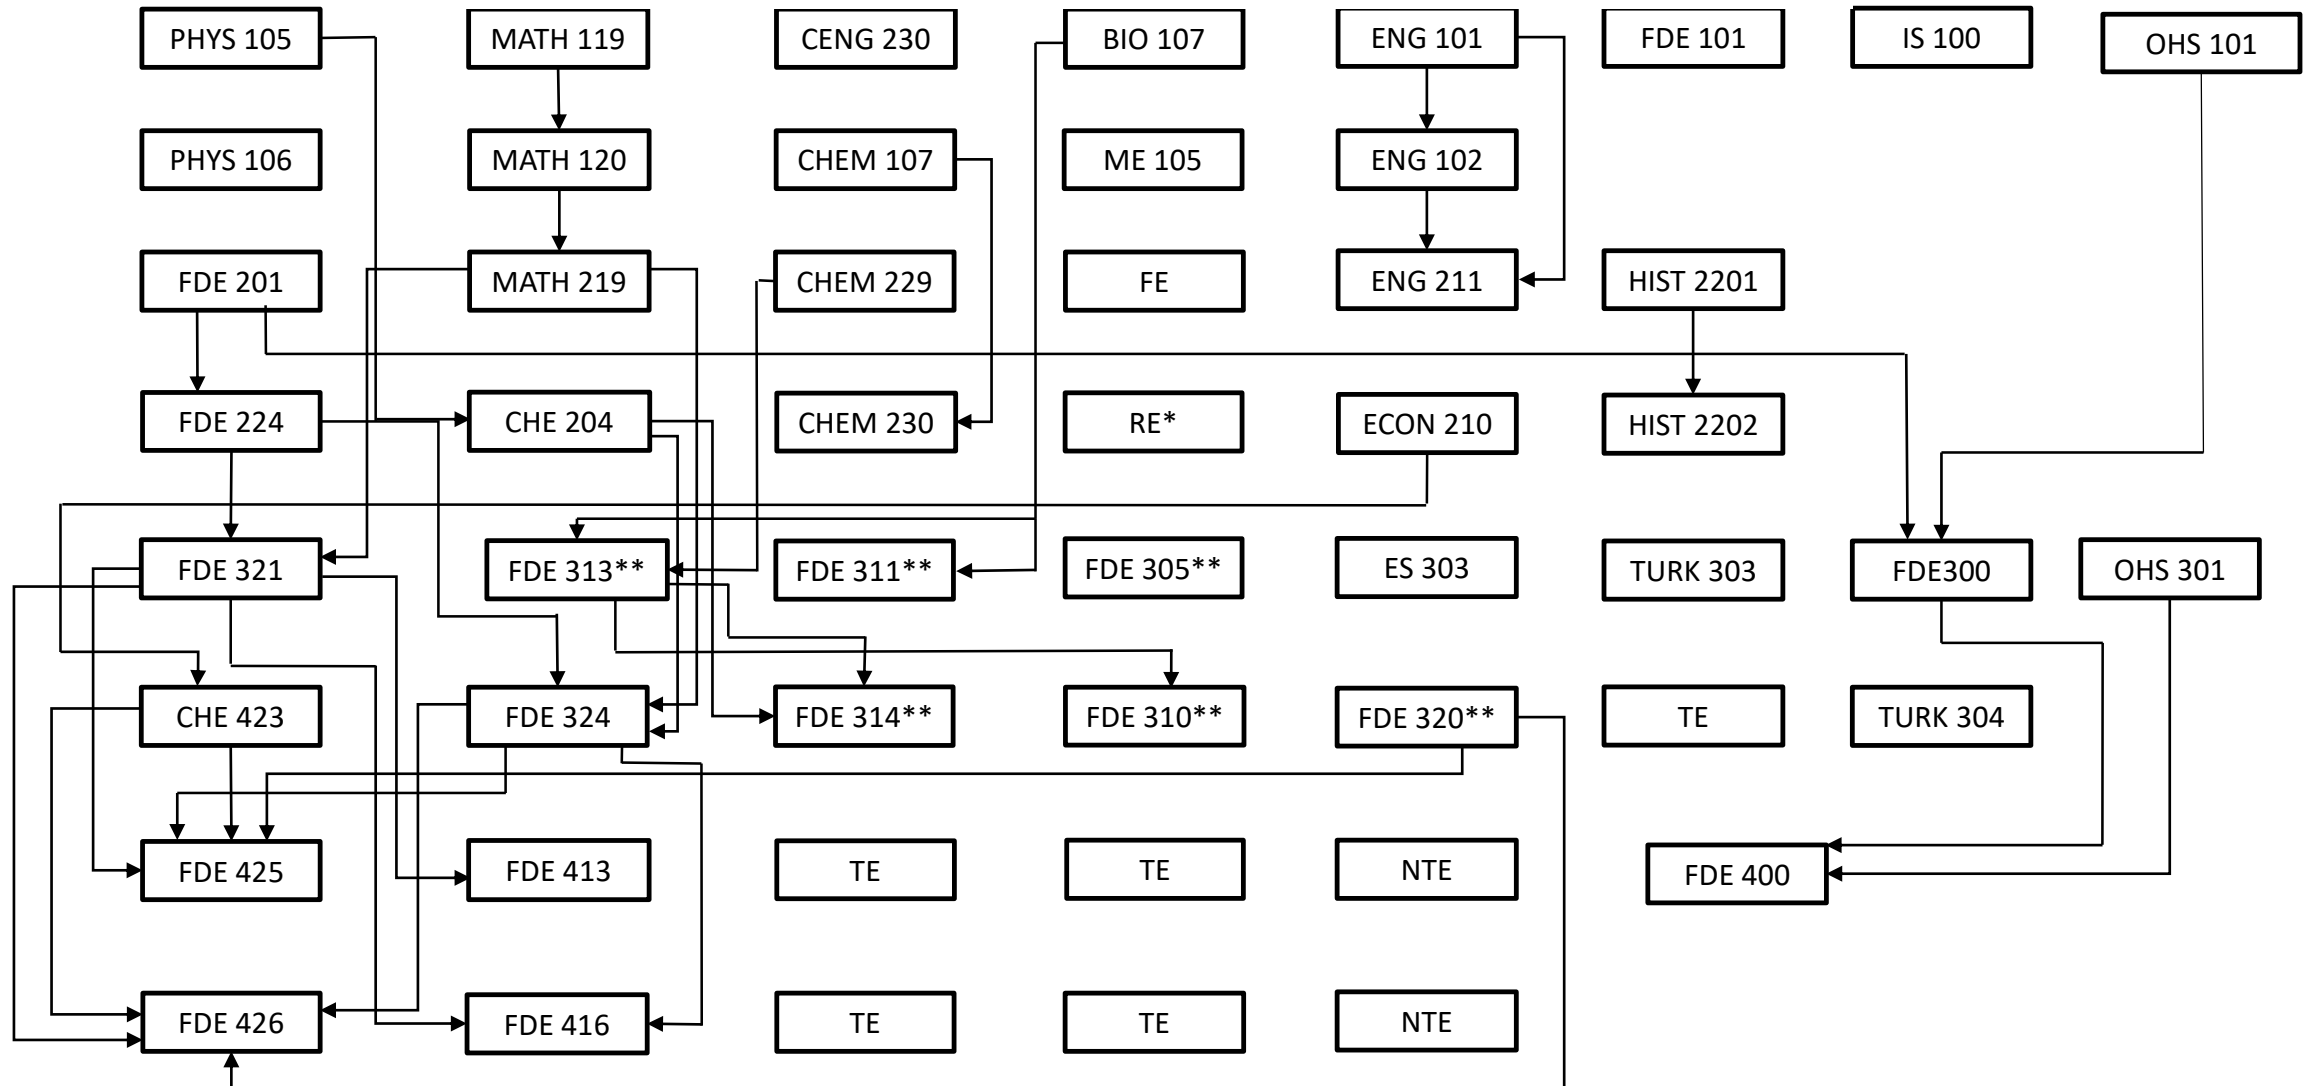 PHYS 105
MATH 119
CENG 230
BIO 107
ENG 101
FDE 101
IS 100
OHS 101
PHYS 106
MATH 120
CHEM 107
ME 105
ENG 102
FDE 201
MATH 219
CHEM 229
FE
ENG 211
HIST 2201
FDE 224
CHE 204
CHEM 230
RE*
ECON 210
HIST 2202
FDE 321
FDE 313**
FDE 311**
FDE 305**
ES 303
TURK 303
FDE300
OHS 301
CHE 423
FDE 324
FDE 314**
FDE 310**
FDE 320**
TE
TURK 304
FDE 425
FDE 413
TE
TE
NTE
FDE 400
FDE 426
FDE 416
TE
TE
NTE